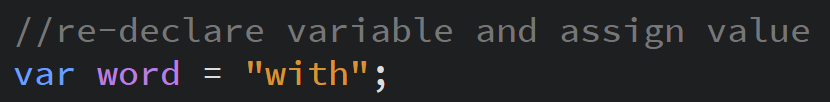 //re-declare variable and assign value
var word = "with";